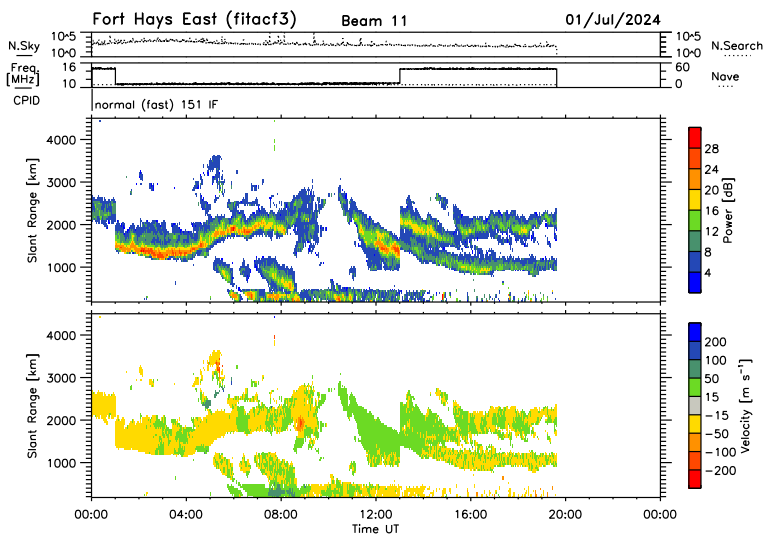 Fort Hays East (fitacf3) Beam 11 01/Jul/2024
N.Sky 10^5 10^0 10^5 10^0 N.Search
Freq. [MHz] 16 10 60 0 Nave
CPID normal (fast) 151 IF
Slant Range [km] 4000 3000 2000 1000
28 24 20 16 12 8 4 Power [dB]
Slant Range [km] 4000 3000 2000 1000
200 100 50 15 −15 −50 −100 −200 Velocity [m s⁻¹]
00:00 04:00 08:00 12:00 16:00 20:00 00:00
Time UT